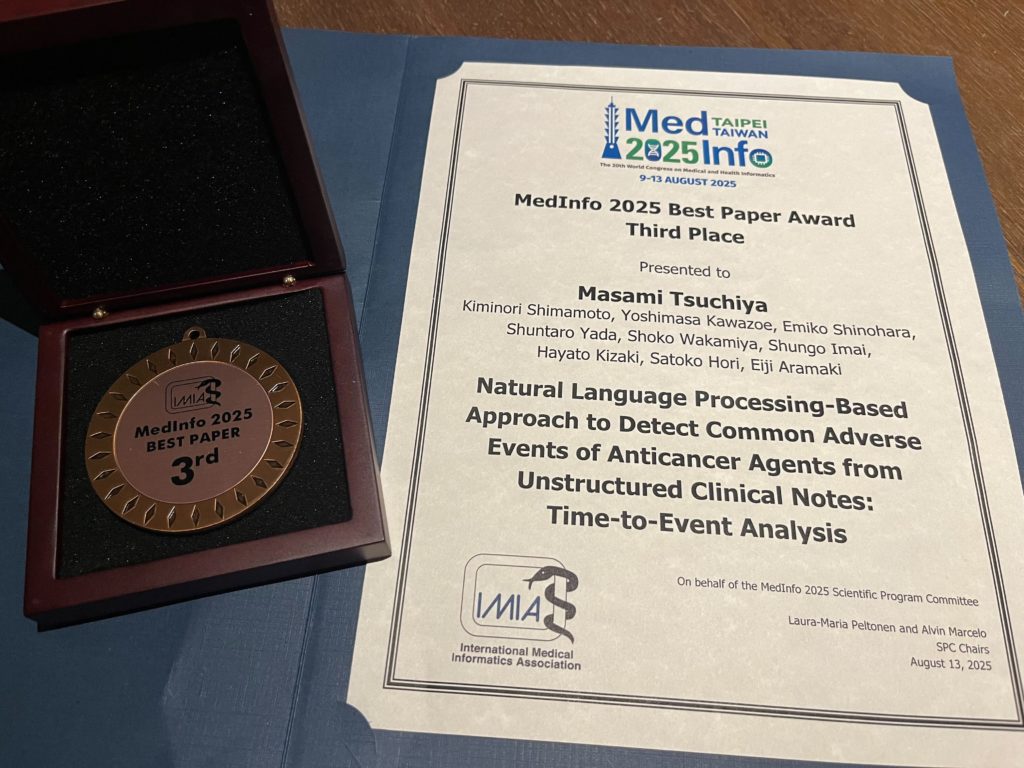 IMIA
MedInfo 2025
BEST PAPER
3rd
Med TAIPEI TAIWAN
2025 Info
The 20th World Congress on Medical and Health Informatics
9-13 AUGUST 2025
MedInfo 2025 Best Paper Award
Third Place
Presented to
Masami Tsuchiya
Kiminori Shimamoto, Yoshimasa Kawazoe, Emiko Shinohara,
Shuntaro Yada, Shoko Wakamiya, Shungo Imai,
Hayato Kizaki, Satoko Hori, Eiji Aramaki
Natural Language Processing-Based
Approach to Detect Common Adverse
Events of Anticancer Agents from
Unstructured Clinical Notes:
Time-to-Event Analysis
IMIA
International Medical
Informatics Association
On behalf of the MedInfo 2025 Scientific Program Committee
Laura-Maria Peltonen and Alvin Marcelo
SPC Chairs
August 13, 2025